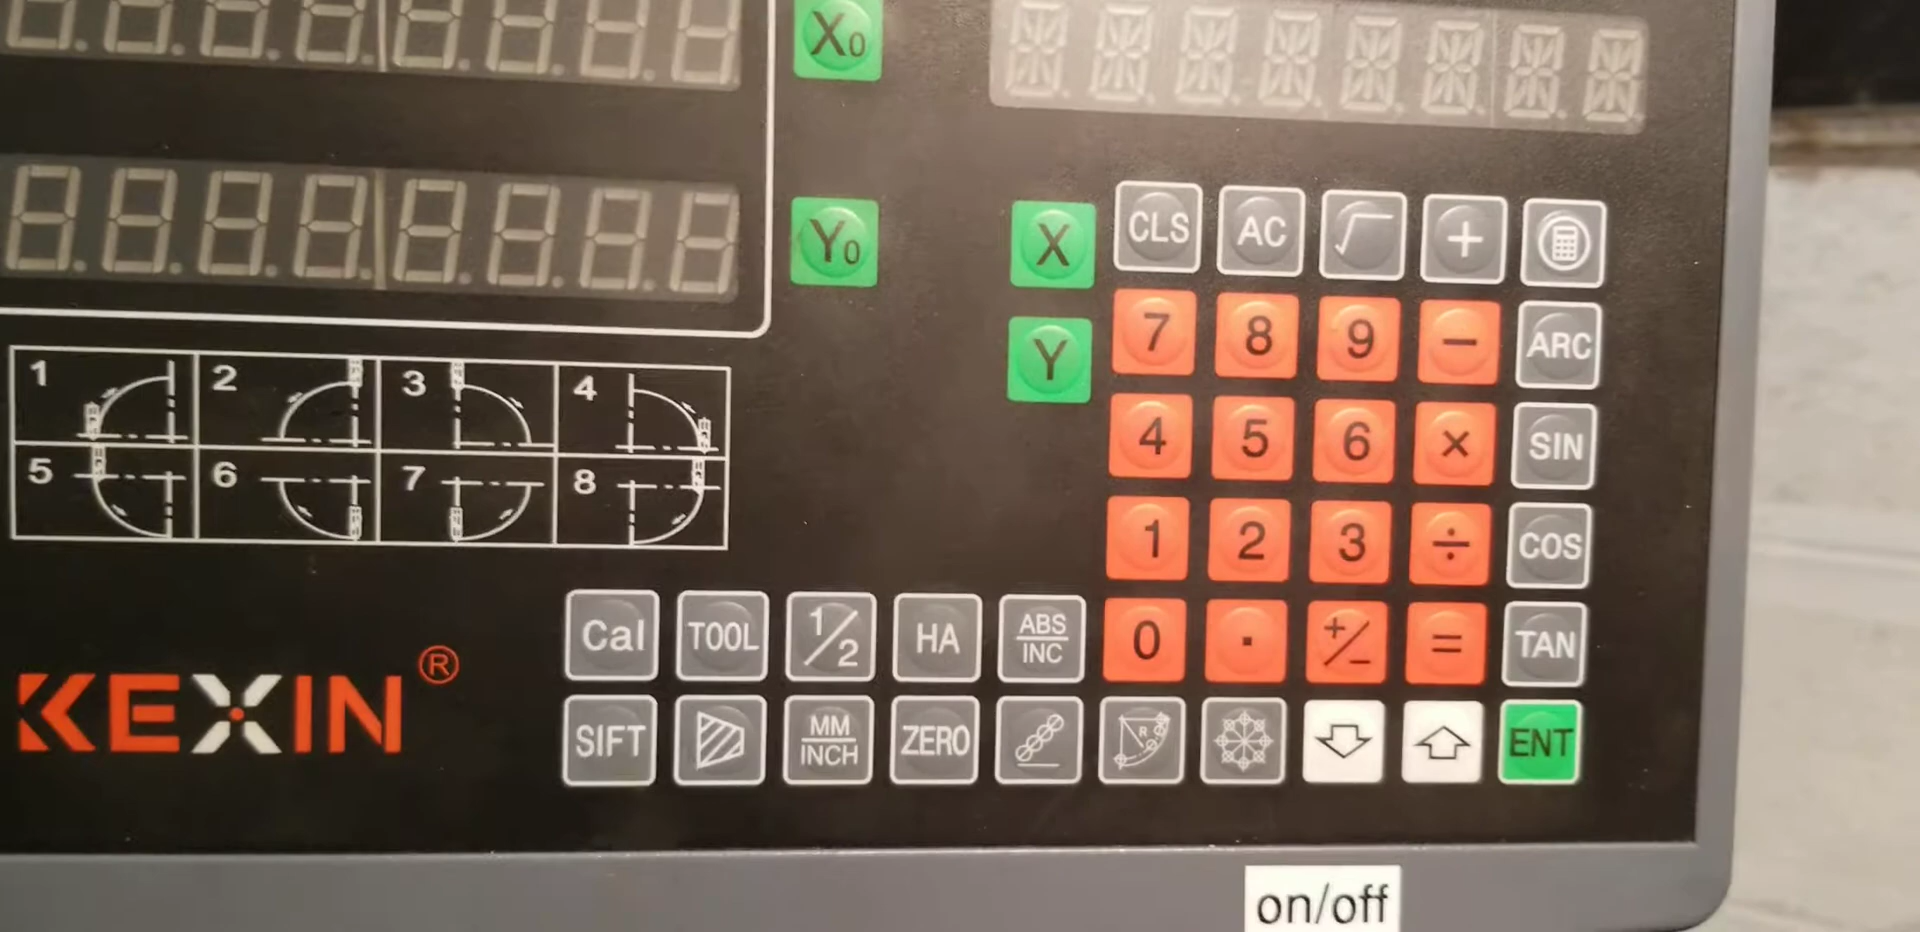 X0
Y0
X
Y
CLS AC √ +
7 8 9 − ARC
4 5 6 × SIN
1 2 3 ÷ COS
0 . +/− = TAN
1 2 3 4
5 6 7 8
Cal TOOL 1/2 HA ABS/INC
SIFT MM/INCH ZERO R ENT
KEXIN®
on/off